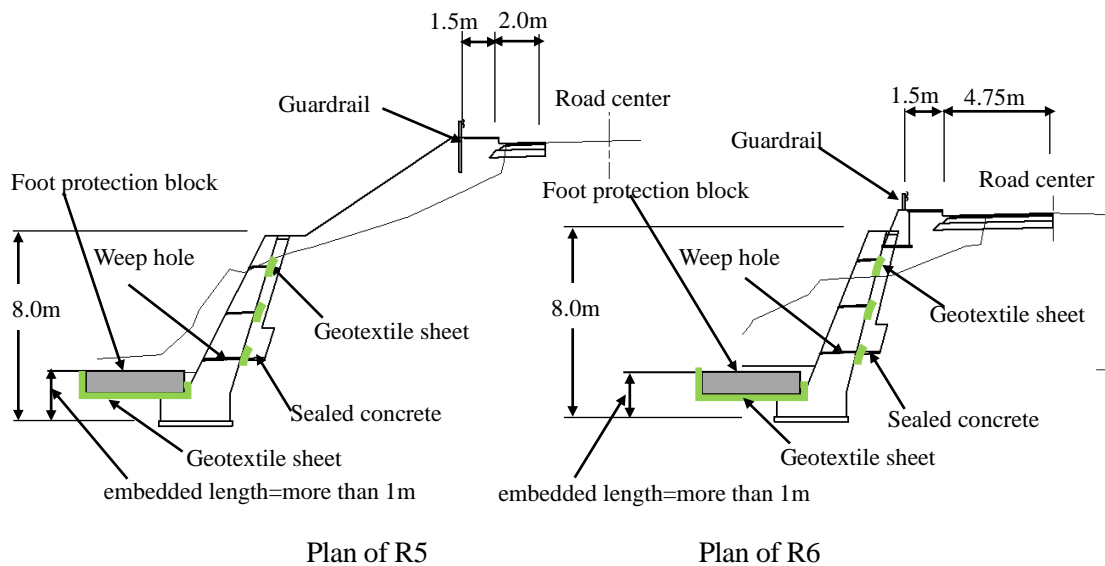 1.5m
2.0m
Guardrail
Road center
Foot protection block
Weep hole
8.0m
Geotextile sheet
Sealed concrete
Geotextile sheet
embedded length=more than 1m
Plan of R5
1.5m
4.75m
Guardrail
Road center
Foot protection block
Weep hole
8.0m
Geotextile sheet
Sealed concrete
Geotextile sheet
embedded length=more than 1m
Plan of R6